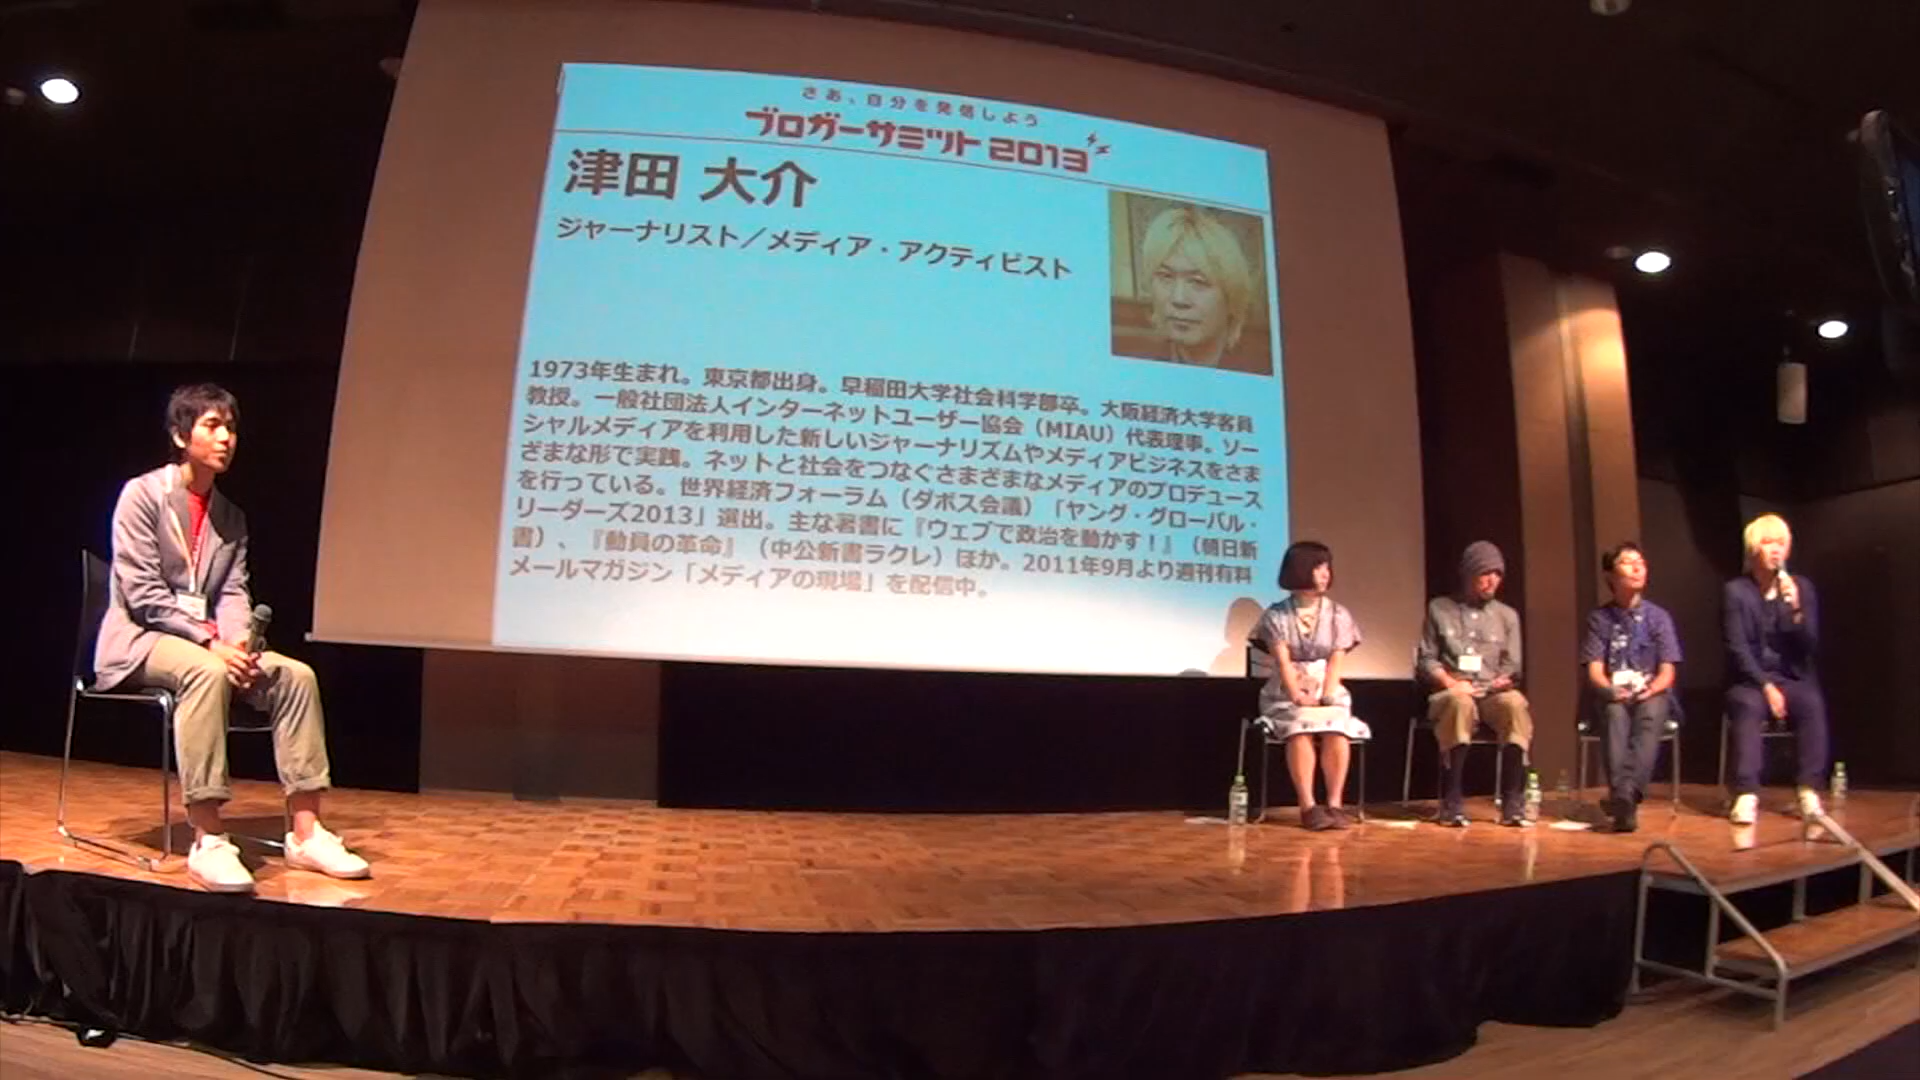 さあ、自分を発信しよう
ブロガーサミット 2013
津田 大介
ジャーナリスト／メディア・アクティビスト
1973年生まれ。東京都出身。早稲田大学社会科学部卒。大阪経済大学客員
教授。一般社団法人インターネットユーザー協会（MIAU）代表理事。ソー
シャルメディアを利用した新しいジャーナリズムやメディアビジネスをさま
ざまな形で実践。ネットと社会をつなぐさまざまなメディアのプロデュース
を行っている。世界経済フォーラム（ダボス会議）「ヤング・グローバル・
リーダーズ2013」選出。主な著書に『ウェブで政治を動かす！』（朝日新
書）、『動員の革命』（中公新書ラクレ）ほか。2011年9月より週刊有料
メールマガジン「メディアの現場」を配信中。